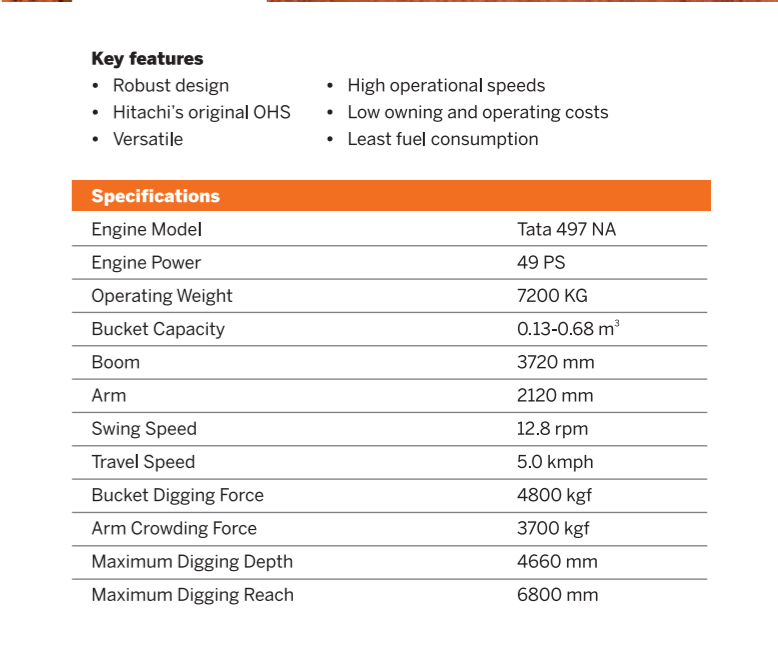 Key features
• Robust design
• Hitachi's original OHS
• Versatile
• High operational speeds
• Low owning and operating costs
• Least fuel consumption
Specifications
Engine Model Tata 497 NA
Engine Power 49 PS
Operating Weight 7200 KG
Bucket Capacity 0.13-0.68 m³
Boom 3720 mm
Arm 2120 mm
Swing Speed 12.8 rpm
Travel Speed 5.0 kmph
Bucket Digging Force 4800 kgf
Arm Crowding Force 3700 kgf
Maximum Digging Depth 4660 mm
Maximum Digging Reach 6800 mm